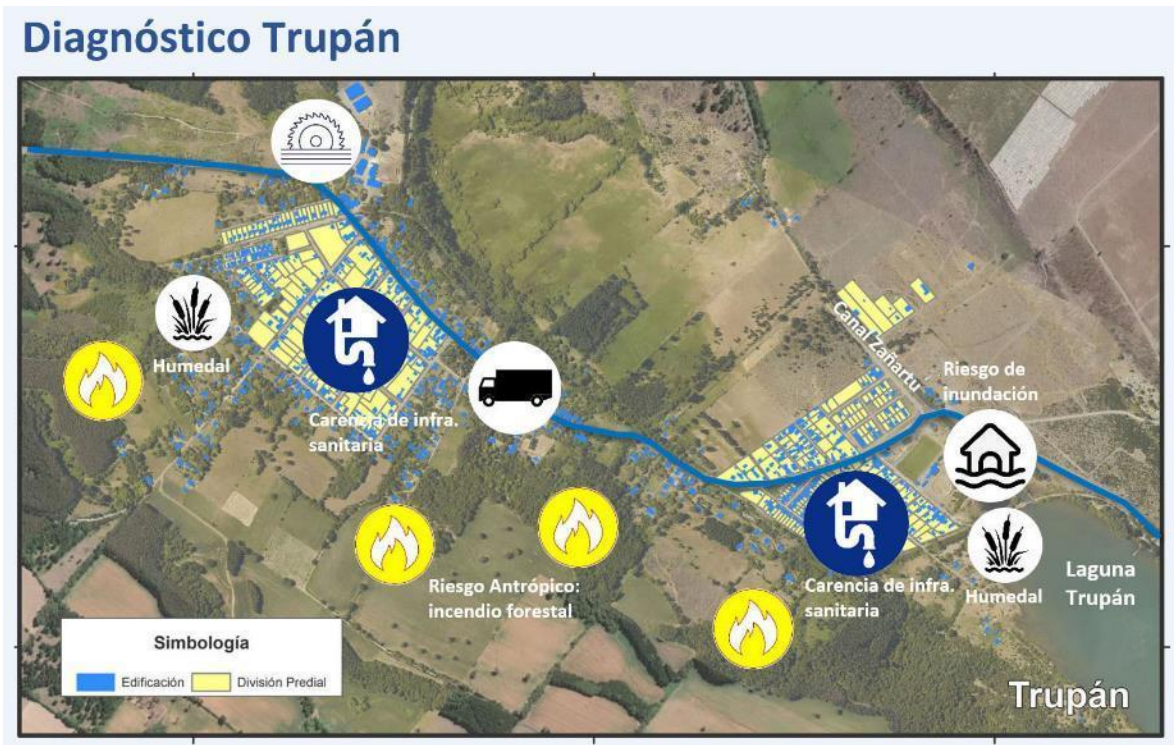 Diagnóstico Trupán
Canal Zañartu
Riesgo de
inundación
Humedal
Carencia de infra.
sanitaria
Riesgo Antrópico:
incendio forestal
Carencia de infra.
sanitaria
Humedal
Laguna
Trupán
Simbología
Edificación
División Predial
Trupán